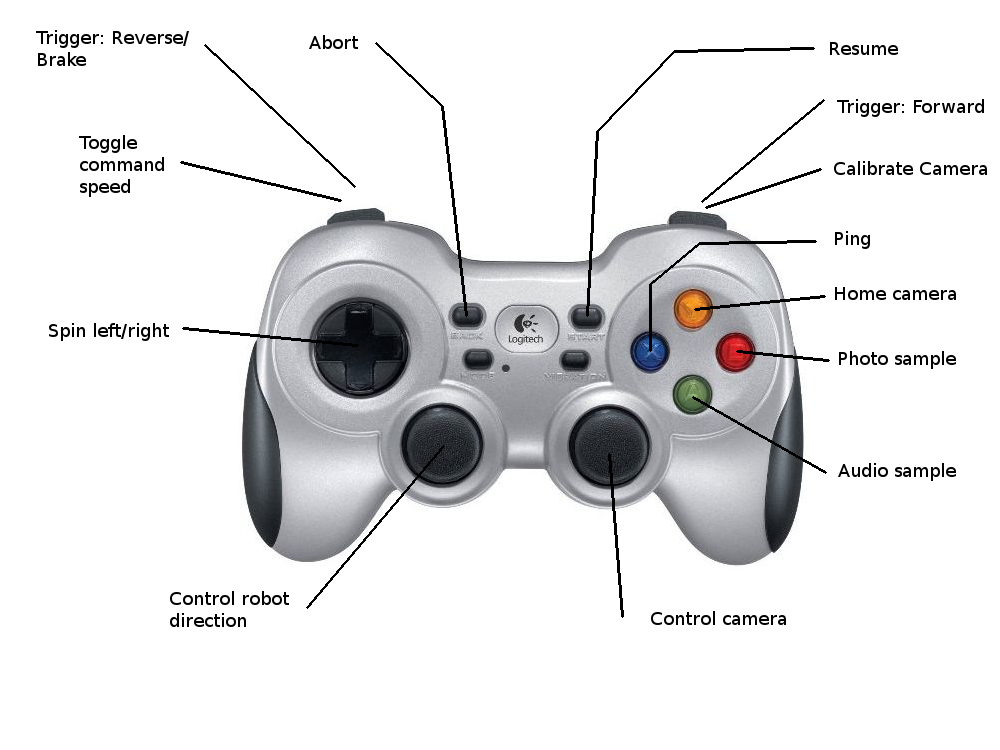 Trigger: Reverse/
Brake
Abort
Resume
Trigger: Forward
Toggle
command
speed
Calibrate Camera
Ping
Home camera
Spin left/right
BACK
Logitech
START
X
Photo sample
MODE
VIBRATION
A
Audio sample
Control robot
direction
Control camera